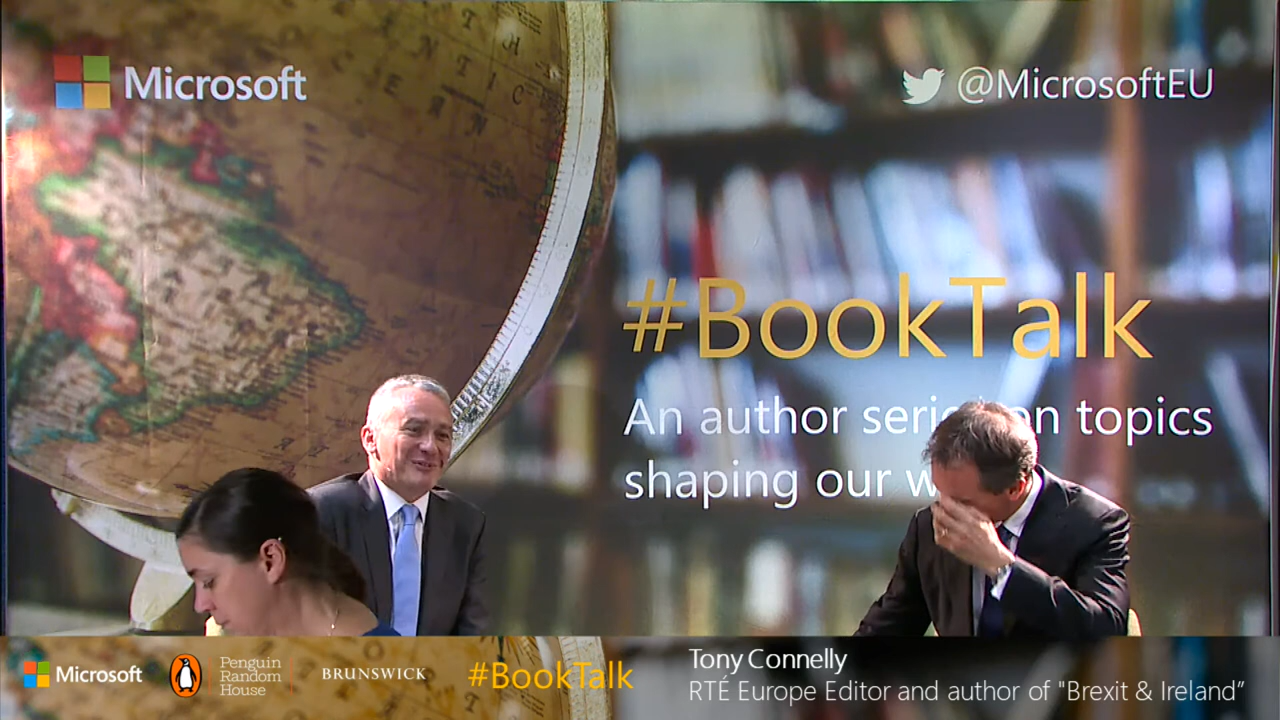 Microsoft
@MicrosoftEU
#BookTalk
An author seri n topics
shaping our w
Microsoft
Penguin
Random
House
BRUNSWICK
#BookTalk
Tony Connelly
RTÉ Europe Editor and author of "Brexit & Ireland”